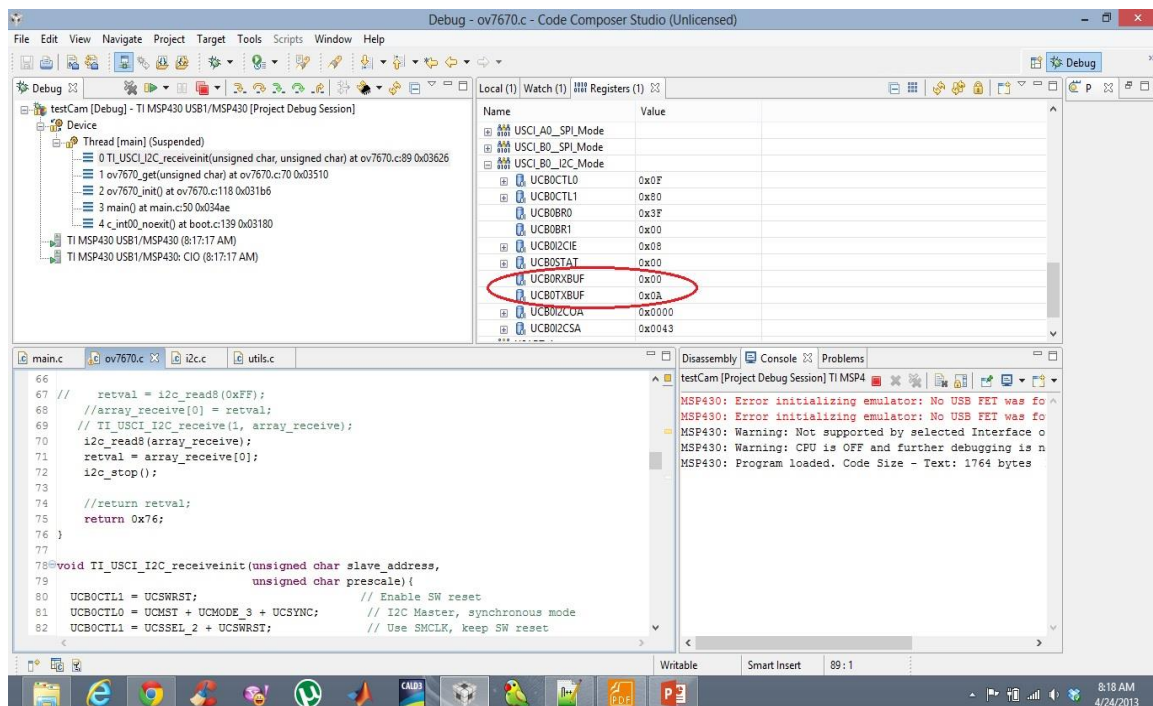 Debug - ov7670.c - Code Composer Studio (Unlicensed)
File Edit View Navigate Project Target Tools Scripts Window Help
Debug
Debug
testCam [Debug] - TI MSP430 USB1/MSP430 [Project Debug Session]
Device
Thread [main] (Suspended)
0 TI_USCI_I2C_receiveinit(unsigned char, unsigned char) at ov7670.c:89 0x03626
1 ov7670_get(unsigned char) at ov7670.c:70 0x03510
2 ov7670_init() at ov7670.c:118 0x031b6
3 main() at main.c:50 0x034ae
4 c_int00_noexit() at boot.c:139 0x03180
TI MSP430 USB1/MSP430 (8:17:17 AM)
TI MSP430 USB1/MSP430: CIO (8:17:17 AM)
Local (1) Watch (1) Registers (1)
P
Name Value
USCI_A0__SPI_Mode
USCI_B0__SPI_Mode
USCI_B0__I2C_Mode
UCB0CTL0 0x0F
UCB0CTL1 0x80
UCB0BR0 0x3F
UCB0BR1 0x00
UCB0I2CIE 0x08
UCB0STAT 0x00
UCB0RXBUF 0x00
UCB0TXBUF 0x0A
UCB0I2COA 0x0000
UCB0I2CSA 0x0043
main.c ov7670.c i2c.c utils.c
66
67 // retval = i2c_read8(0xFF);
68 //array_receive[0] = retval;
69 // TI_USCI_I2C_receive(1, array_receive);
70 i2c_read8(array_receive);
71 retval = array_receive[0];
72 i2c_stop();
73
74 //return retval;
75 return 0x76;
76 }
77
78 void TI_USCI_I2C_receiveinit(unsigned char slave_address,
79 unsigned char prescale){
80 UCB0CTL1 = UCSWRST; // Enable SW reset
81 UCB0CTL0 = UCMST + UCMODE_3 + UCSYNC; // I2C Master, synchronous mode
82 UCB0CTL1 = UCSSEL_2 + UCSWRST; // Use SMCLK, keep SW reset
Disassembly Console Problems
testCam [Project Debug Session] TI MSP4
MSP430: Error initializing emulator: No USB FET was fo
MSP430: Error initializing emulator: No USB FET was fo
MSP430: Warning: Not supported by selected Interface o
MSP430: Warning: CPU is OFF and further debugging is n
MSP430: Program loaded. Code Size - Text: 1764 bytes
Writable Smart Insert 89 : 1
CALD3
PDF
8:18 AM
4/24/2013